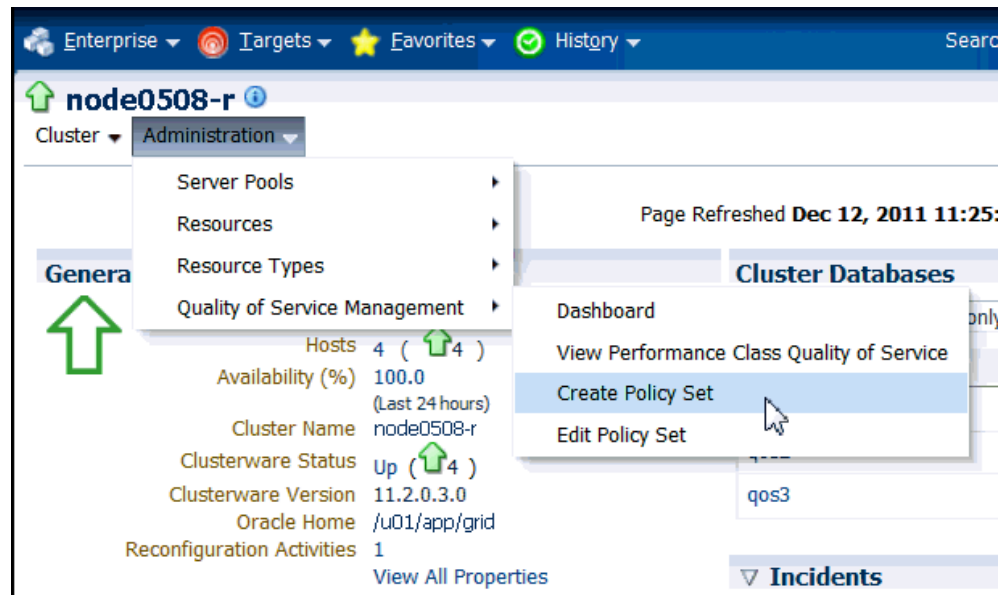 Enterprise Targets Favorites History Searc
node0508-r
Cluster Administration
Server Pools
Resources
Resource Types
Quality of Service Management
Dashboard
View Performance Class Quality of Service
Create Policy Set
Edit Policy Set
Page Refreshed Dec 12, 2011 11:25:
Genera
Hosts 4 ( 4 )
Availability (%) 100.0
(Last 24 hours)
Cluster Name node0508-r
Clusterware Status Up ( 4 )
Clusterware Version 11.2.0.3.0
Oracle Home /u01/app/grid
Reconfiguration Activities 1
View All Properties
Cluster Databases
only
qos3
Incidents